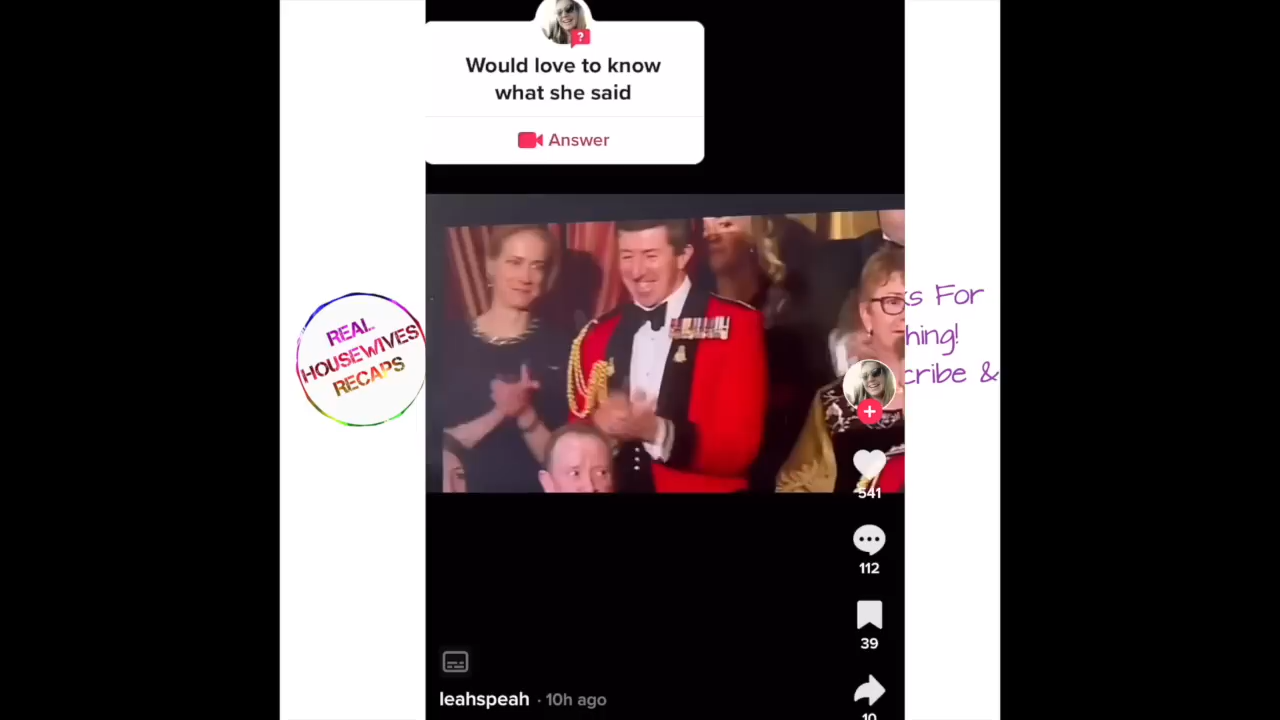 Would love to know
what she said
Answer
REAL
HOUSEWIVES
RECAPS
s For
hing!
cribe &
541
112
39
10
leahspeah · 10h ago